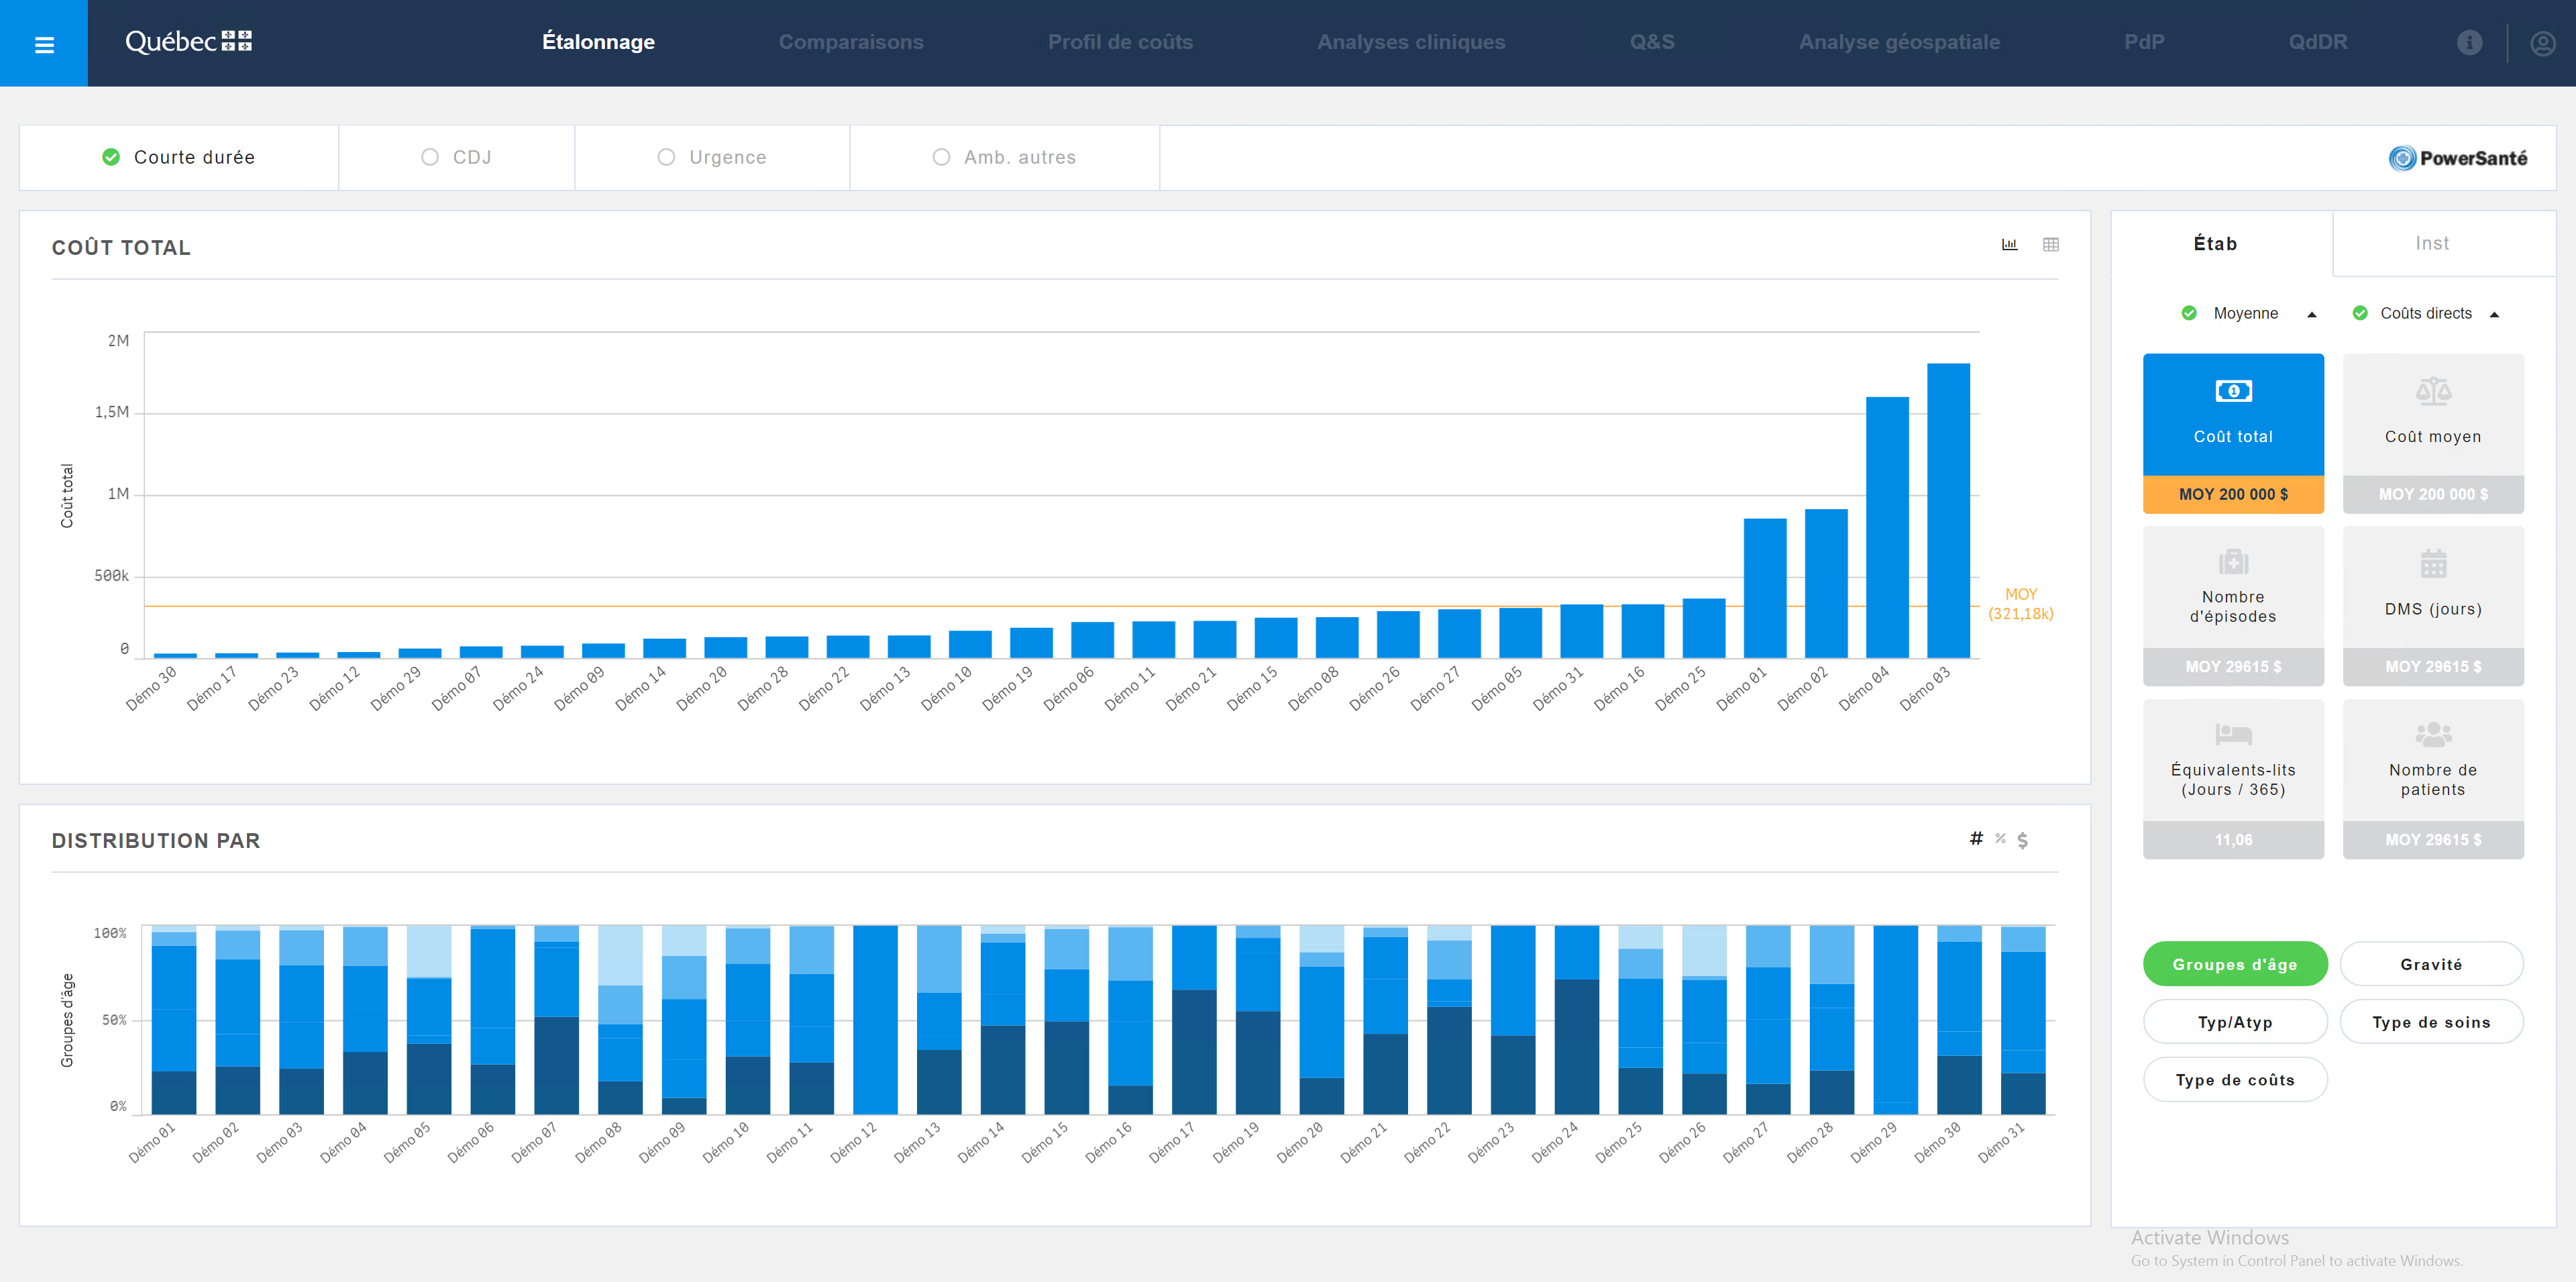 Québec
Étalonnage
Comparaisons
Profil de coûts
Analyses cliniques
Q&S
Analyse géospatiale
PdP
QdDR
Courte durée
CDJ
Urgence
Amb. autres
PowerSanté
COÛT TOTAL
Coût total
2M
1,5M
1M
500k
0
MOY
(321,18k)
Démo 30
Démo 17
Démo 23
Démo 12
Démo 29
Démo 07
Démo 24
Démo 09
Démo 14
Démo 20
Démo 28
Démo 22
Démo 13
Démo 10
Démo 19
Démo 06
Démo 11
Démo 21
Démo 15
Démo 08
Démo 26
Démo 27
Démo 05
Démo 31
Démo 16
Démo 25
Démo 01
Démo 02
Démo 04
Démo 03
DISTRIBUTION PAR
# % $
Groupes d'âge
100%
50%
0%
Démo 01
Démo 02
Démo 03
Démo 04
Démo 05
Démo 06
Démo 07
Démo 08
Démo 09
Démo 10
Démo 11
Démo 12
Démo 13
Démo 14
Démo 15
Démo 16
Démo 17
Démo 19
Démo 20
Démo 21
Démo 22
Démo 23
Démo 24
Démo 25
Démo 26
Démo 27
Démo 28
Démo 29
Démo 30
Démo 31
Étab
Inst
Moyenne
Coûts directs
Coût total
MOY 200 000 $
Coût moyen
MOY 200 000 $
Nombre
d'épisodes
MOY 29615 $
DMS (jours)
MOY 29615 $
Équivalents-lits
(Jours / 365)
11,06
Nombre de
patients
MOY 29615 $
Groupes d'âge
Gravité
Typ/Atyp
Type de soins
Type de coûts
Activate Windows
Go to System in Control Panel to activate Windows.